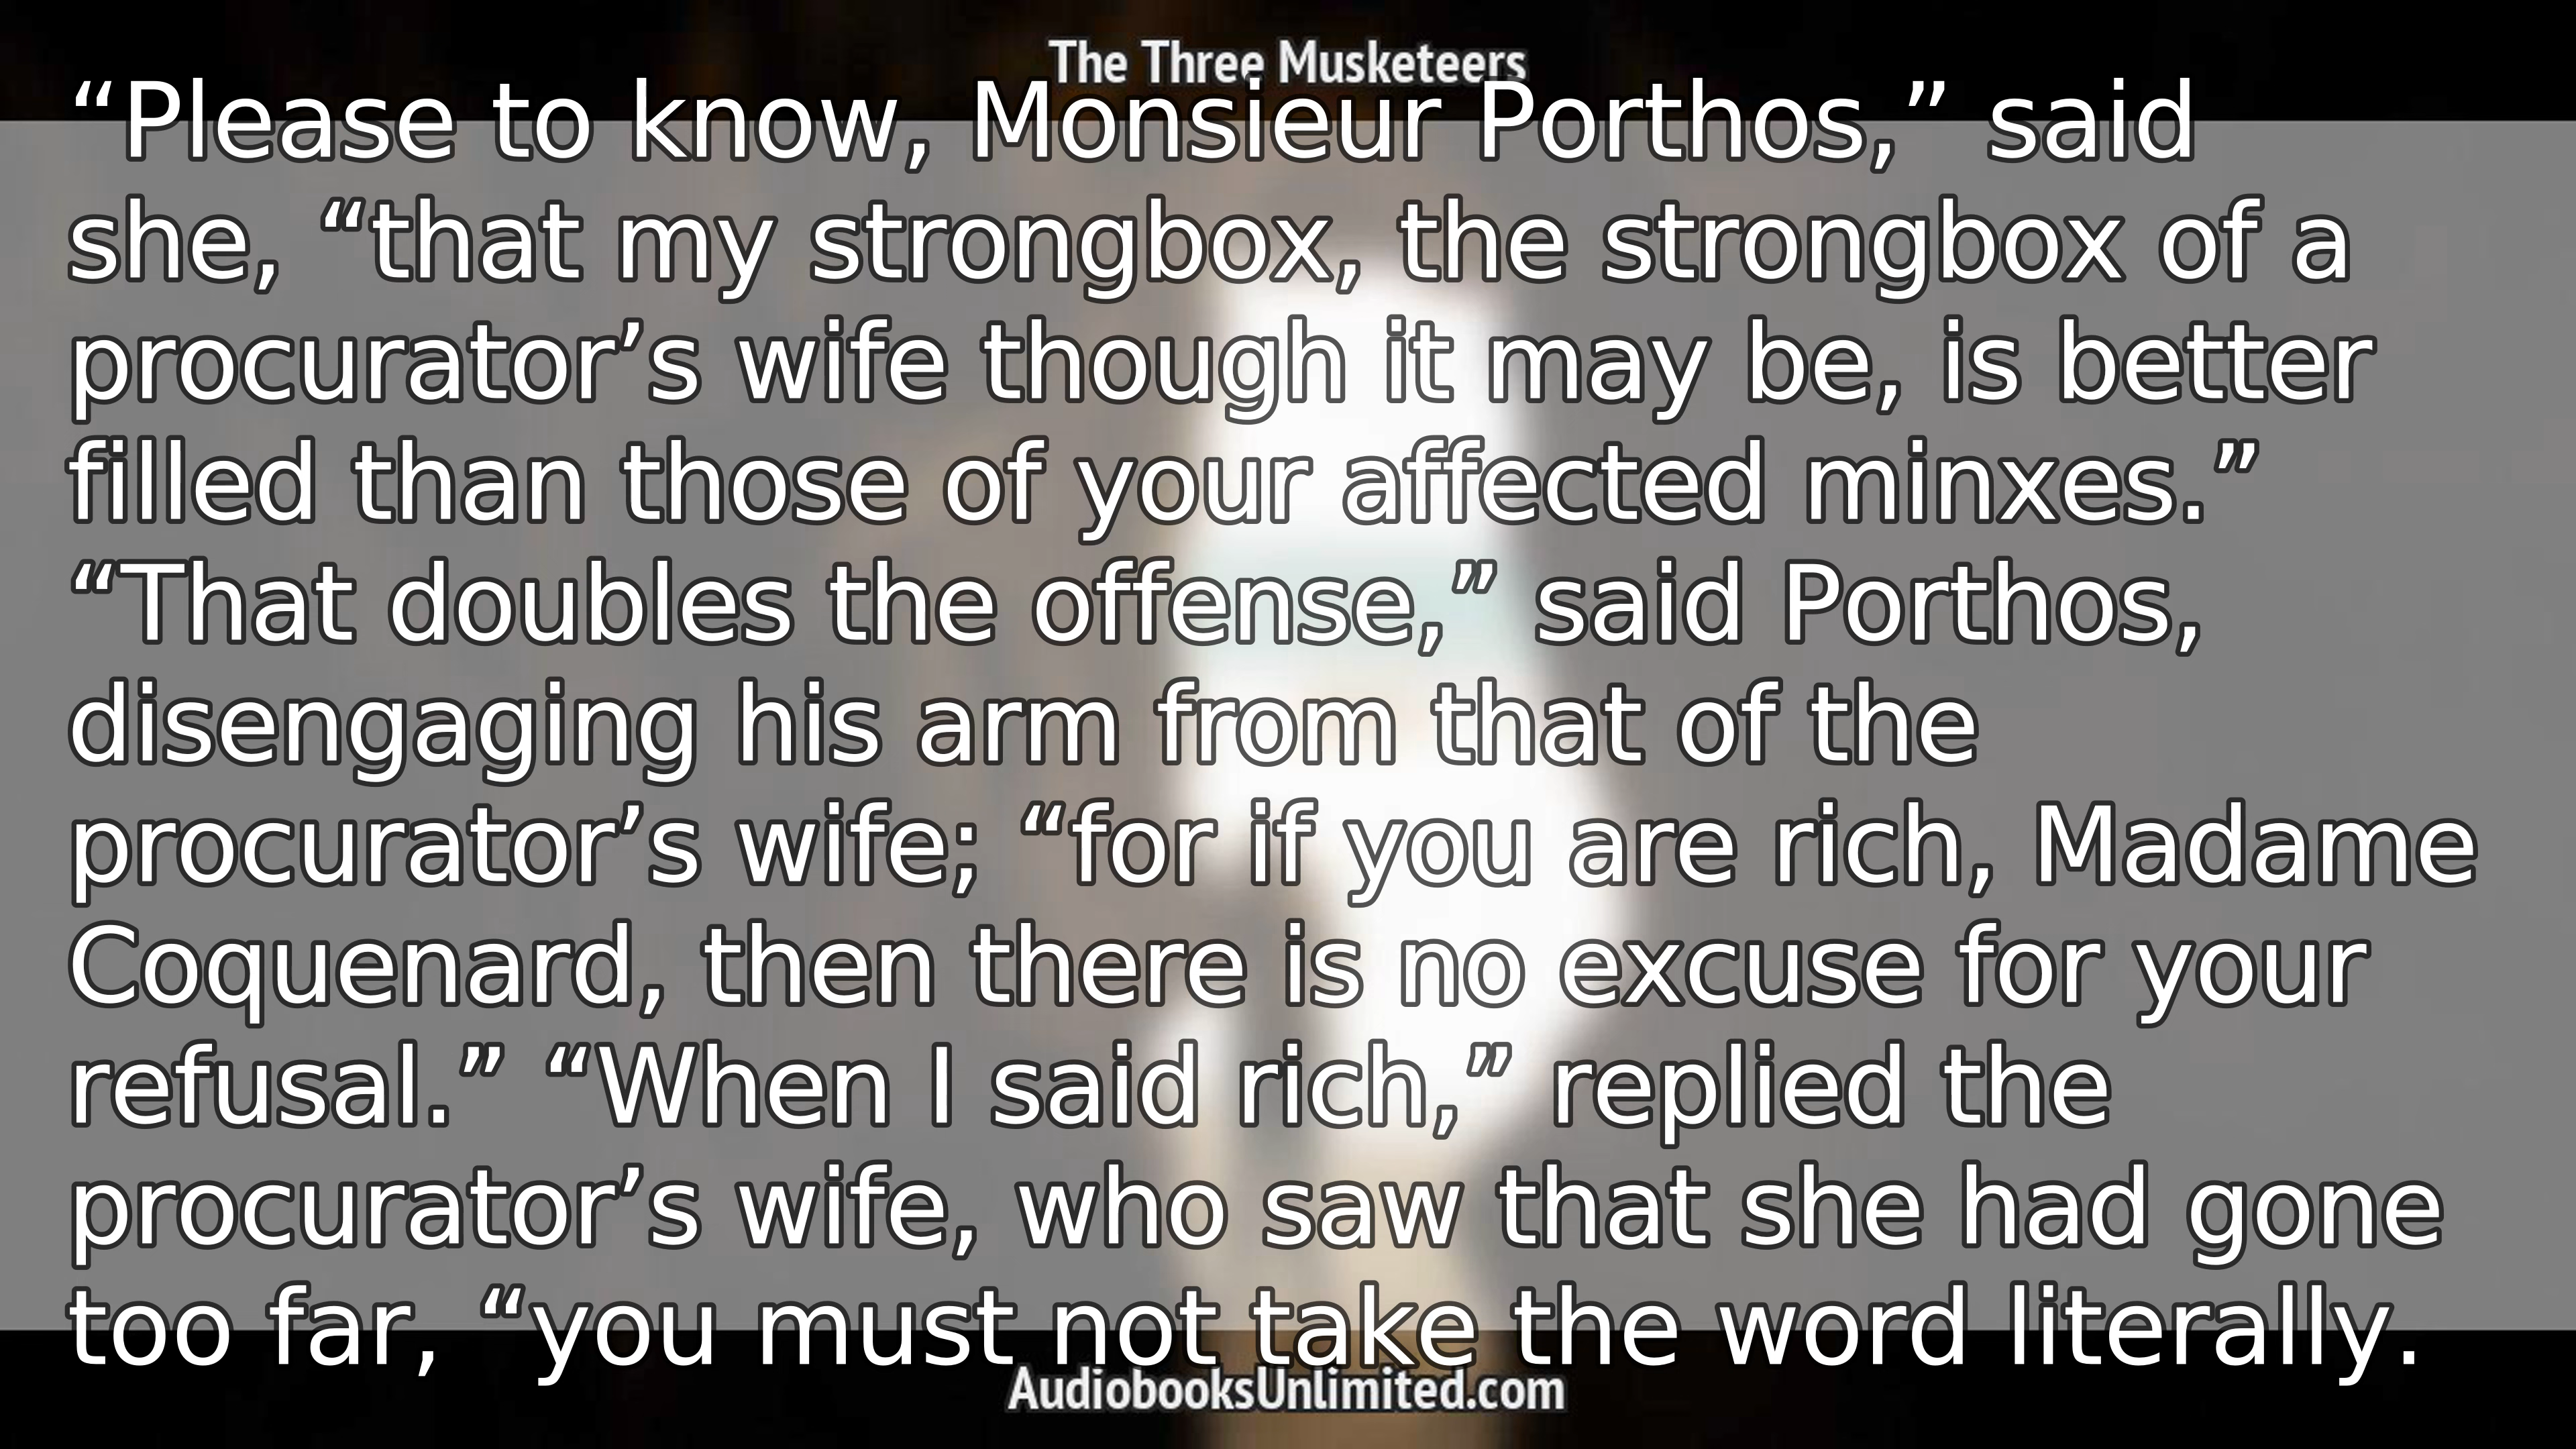 The Three Musketeers
“Please to know, Monsieur Porthos,” said
she, “that my strongbox, the strongbox of a
procurator’s wife though it may be, is better
filled than those of your affected minxes.”
“That doubles the offense,” said Porthos,
disengaging his arm from that of the
procurator’s wife; “for if you are rich, Madame
Coquenard, then there is no excuse for your
refusal.” “When I said rich,” replied the
procurator’s wife, who saw that she had gone
too far, “you must not take the word literally.
AudiobooksUnlimited.com